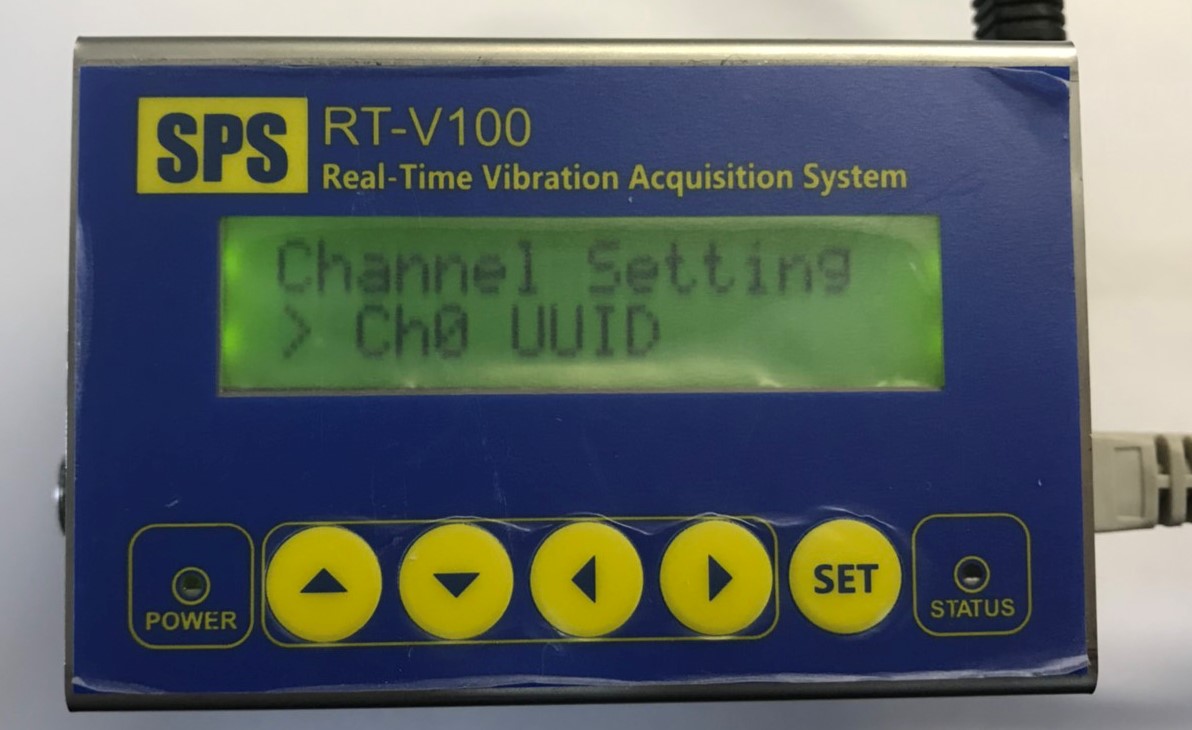 SPS RT-V100
Real-Time Vibration Acquisition System
Channel Setting
> Ch0 UUID
POWER
SET
STATUS